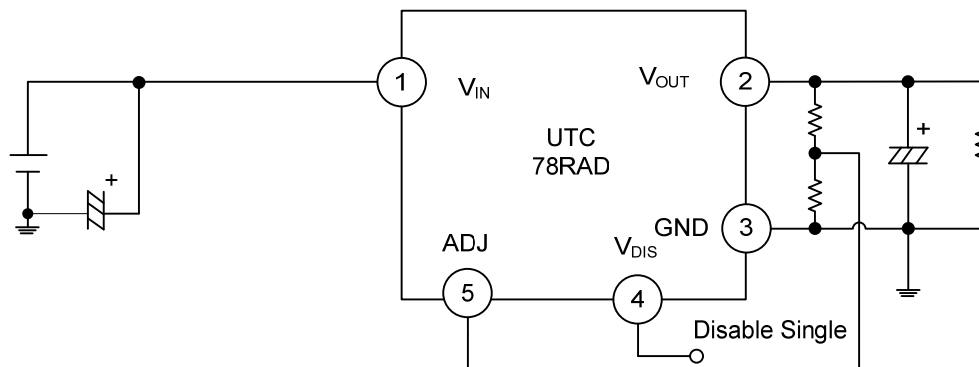 1
VIN
VOUT
2
UTC
78RAD
+
+
GND
3
ADJ
VDIS
5
4
Disable Single